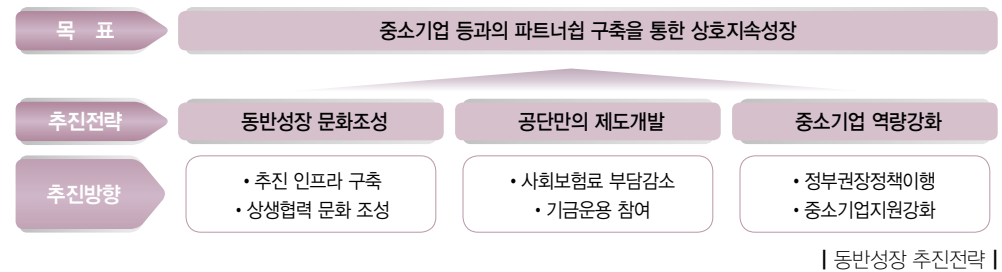 목 표
중소기업 등과의 파트너쉽 구축을 통한 상호지속성장
추진전략
동반성장 문화조성
공단만의 제도개발
중소기업 역량강화
추진방향
• 추진 인프라 구축
• 상생협력 문화 조성
• 사회보험료 부담감소
• 기금운용 참여
• 정부권장정책이행
• 중소기업지원강화
| 동반성장 추진전략 |